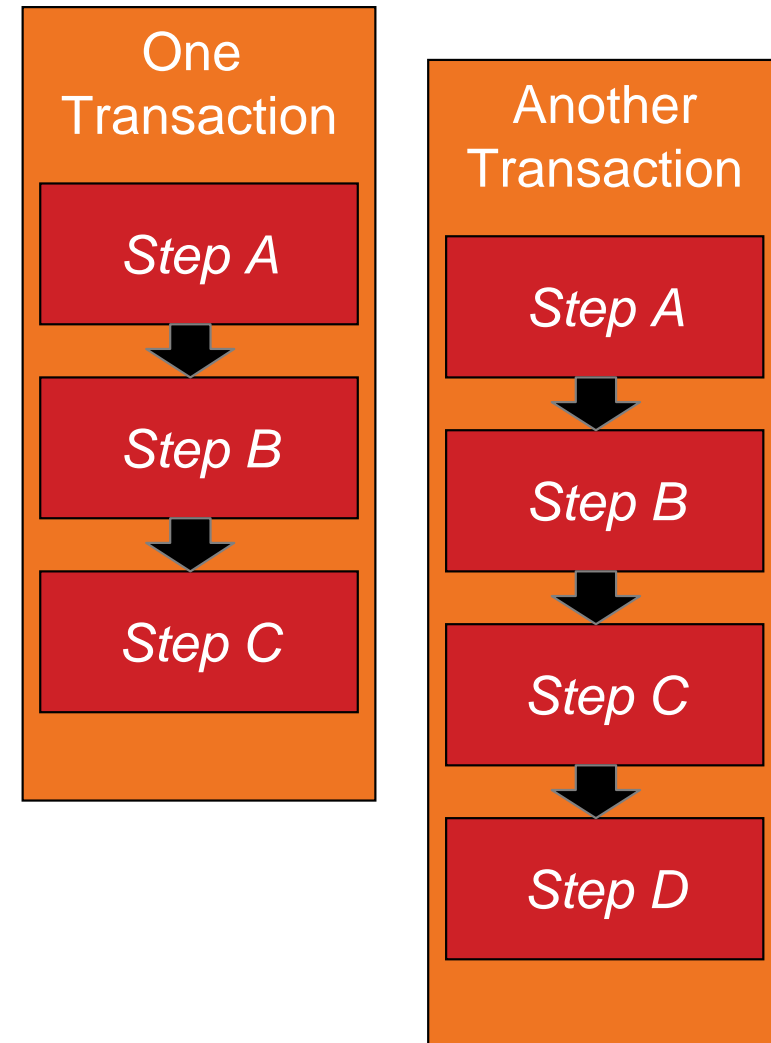 One
Transaction
Step A
Step B
Step C
Another
Transaction
Step A
Step B
Step C
Step D